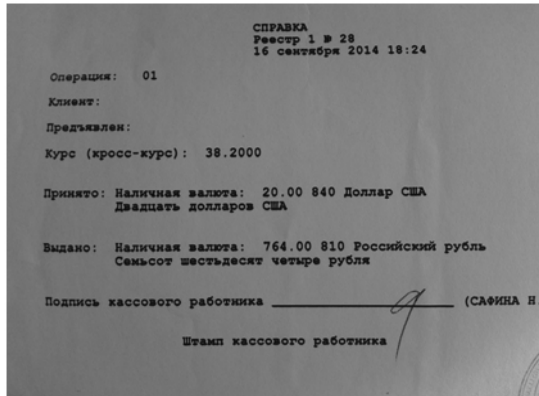 СПРАВКА
Реестр 1 № 28
16 сентября 2014 18:24
Операция: 01
Клиент:
Предъявлен:
Курс (кросс-курс): 38.2000
Принято: Наличная валюта: 20.00 840 Доллар США
Двадцать долларов США
Выдано: Наличная валюта: 764.00 810 Российский рубль
Семьсот шестьдесят четыре рубля
Подпись кассового работника (САФИНА Н
Штамп кассового работника